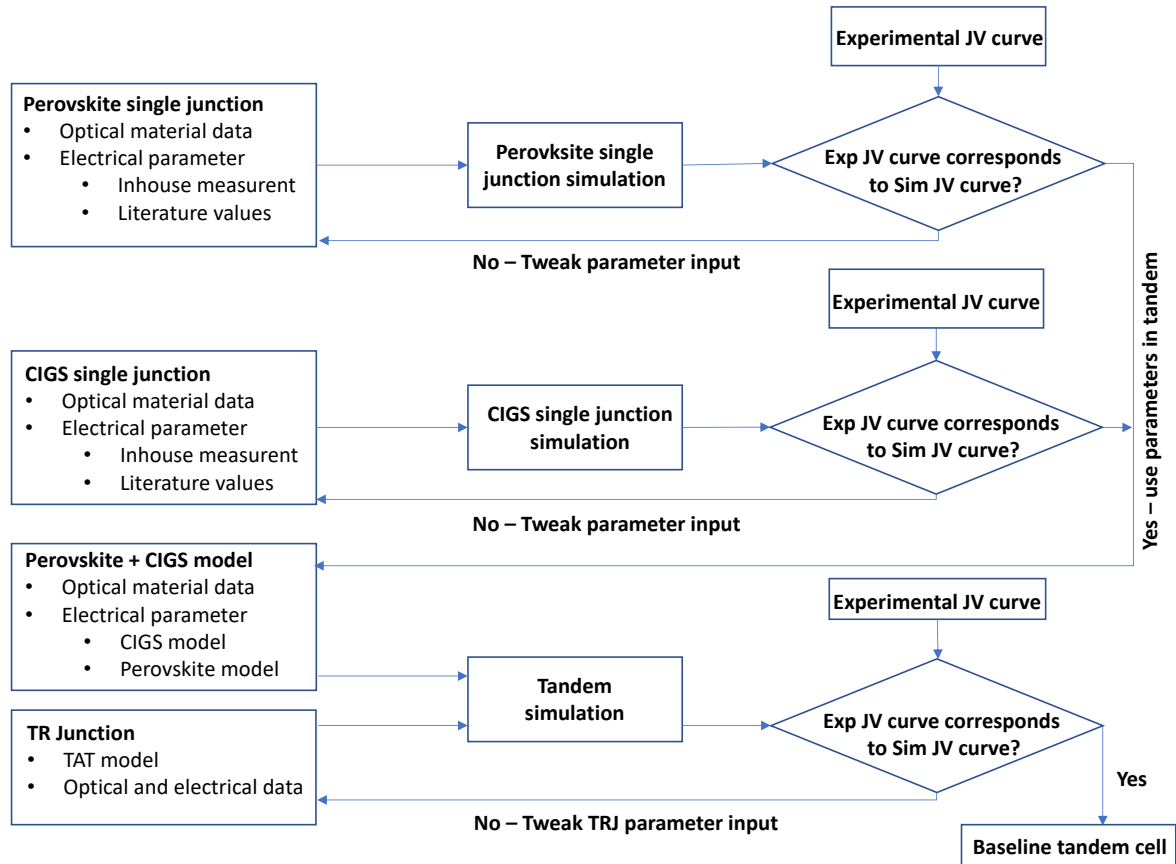 Experimental JV curve
Perovskite single junction
• Optical material data
• Electrical parameter
• Inhouse measurent
• Literature values
Perovksite single
junction simulation
Exp JV curve corresponds
to Sim JV curve?
No – Tweak parameter input
Yes – use parameters in tandem
Experimental JV curve
CIGS single junction
• Optical material data
• Electrical parameter
• Inhouse measurent
• Literature values
CIGS single junction
simulation
Exp JV curve corresponds
to Sim JV curve?
No – Tweak parameter input
Perovskite + CIGS model
• Optical material data
• Electrical parameter
• CIGS model
• Perovskite model
Experimental JV curve
Tandem
simulation
TR Junction
• TAT model
• Optical and electrical data
Exp JV curve corresponds
to Sim JV curve?
No – Tweak TRJ parameter input
Yes
Baseline tandem cell